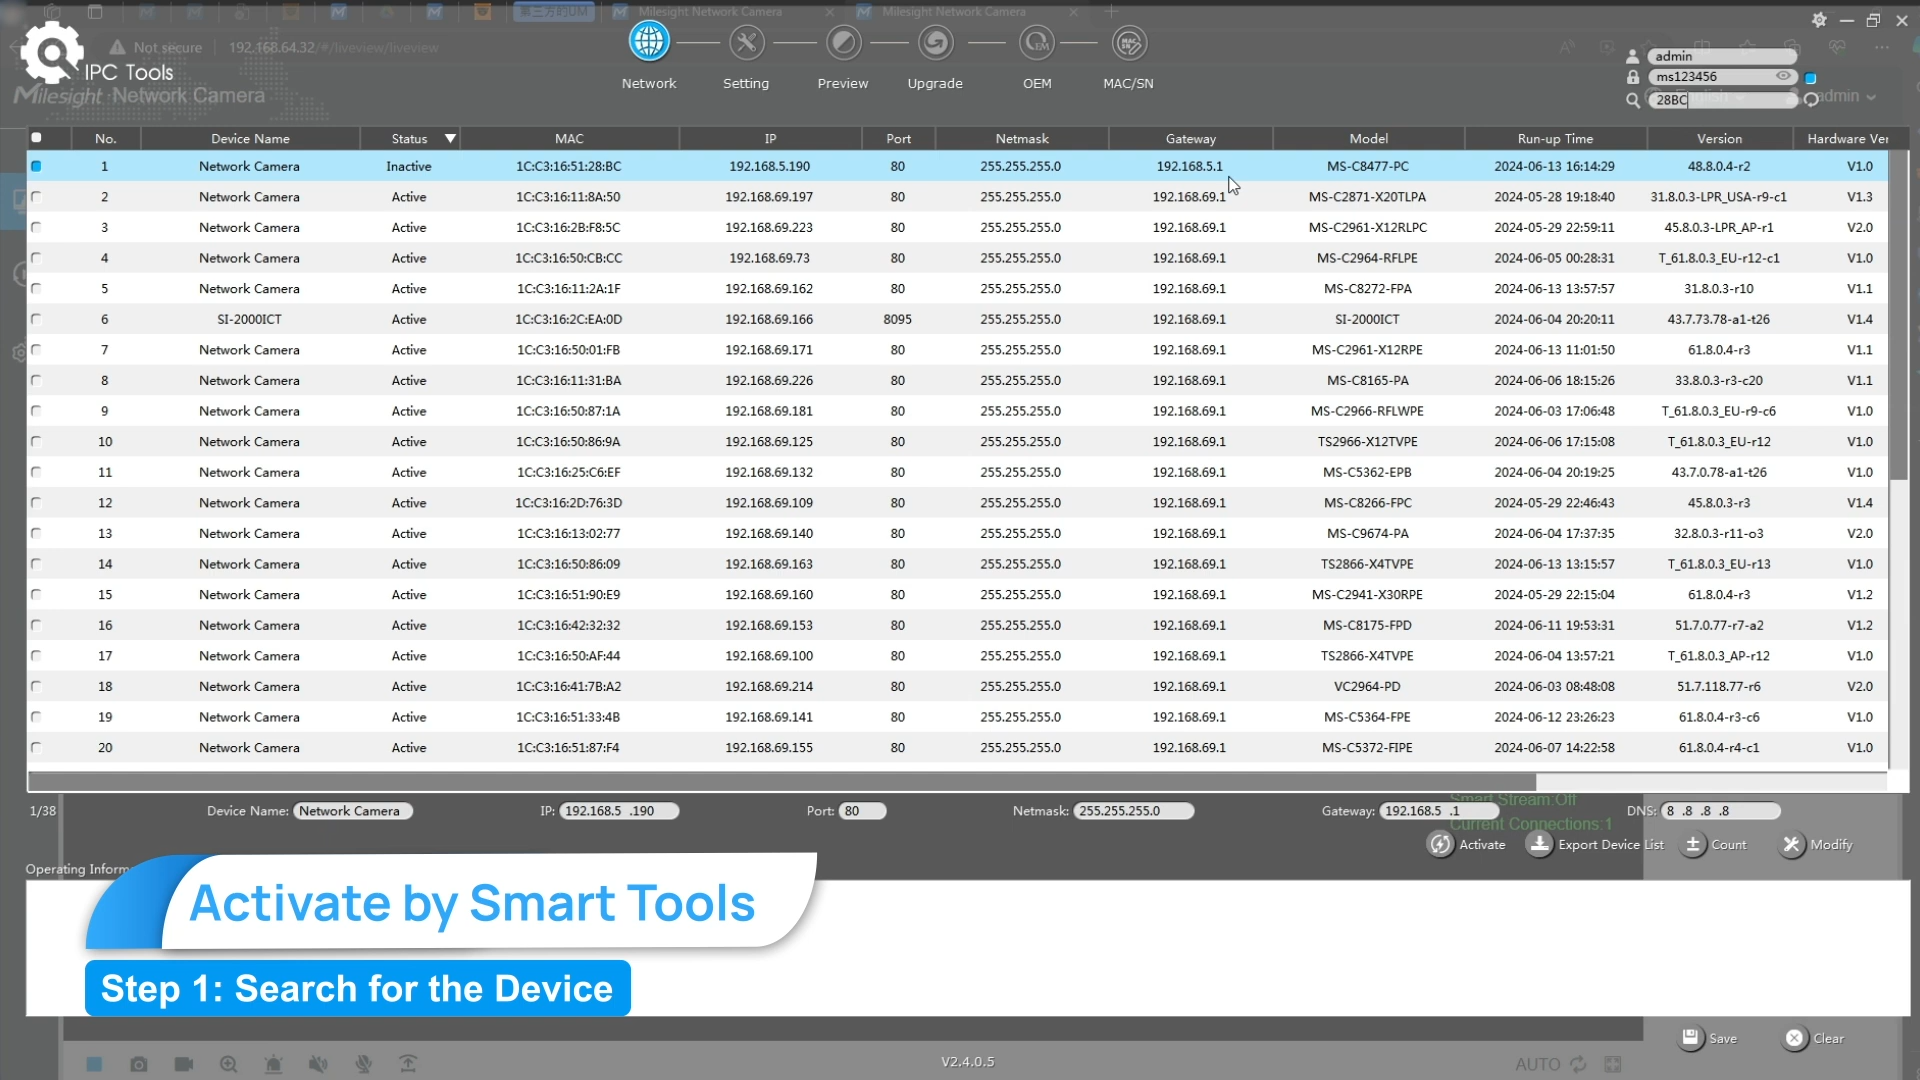 第三方的UM
Milesight Network Camera
Milesight Network Camera
Not secure 192.168.64.32/*/liveview/liveview
IPC Tools
Milesight Network Camera
Network Setting Preview Upgrade OEM MAC/SN
admin
ms123456
28BC
English admin
No. Device Name Status MAC IP Port Netmask Gateway Model Run-up Time Version Hardware Ver
1 Network Camera Inactive 1C:C3:16:51:28:BC 192.168.5.190 80 255.255.255.0 192.168.5.1 MS-C8477-PC 2024-06-13 16:14:29 48.8.0.4-r2 V1.0
2 Network Camera Active 1C:C3:16:11:8A:50 192.168.69.197 80 255.255.255.0 192.168.69.1 MS-C2871-X20TLPA 2024-05-28 19:18:40 31.8.0.3-LPR_USA-r9-c1 V1.3
3 Network Camera Active 1C:C3:16:2B:F8:5C 192.168.69.223 80 255.255.255.0 192.168.69.1 MS-C2961-X12RLPC 2024-05-29 22:59:11 45.8.0.3-LPR_AP-r1 V2.0
4 Network Camera Active 1C:C3:16:50:CB:CC 192.168.69.73 80 255.255.255.0 192.168.69.1 MS-C2964-RFLPE 2024-06-05 00:28:31 T_61.8.0.3_EU-r12-c1 V1.0
5 Network Camera Active 1C:C3:16:11:2A:1F 192.168.69.162 80 255.255.255.0 192.168.69.1 MS-C8272-FPA 2024-06-13 13:57:57 31.8.0.3-r10 V1.1
6 SI-2000ICT Active 1C:C3:16:2C:EA:0D 192.168.69.166 8095 255.255.255.0 192.168.69.1 SI-2000ICT 2024-06-04 20:20:11 43.7.73.78-a1-t26 V1.4
7 Network Camera Active 1C:C3:16:50:01:FB 192.168.69.171 80 255.255.255.0 192.168.69.1 MS-C2961-X12RPE 2024-06-13 11:01:50 61.8.0.4-r3 V1.1
8 Network Camera Active 1C:C3:16:11:31:BA 192.168.69.226 80 255.255.255.0 192.168.69.1 MS-C8165-PA 2024-06-06 18:15:26 33.8.0.3-r3-c20 V1.1
9 Network Camera Active 1C:C3:16:50:87:1A 192.168.69.181 80 255.255.255.0 192.168.69.1 MS-C2966-RFLWPE 2024-06-03 17:06:48 T_61.8.0.3_EU-r9-c6 V1.0
10 Network Camera Active 1C:C3:16:50:86:9A 192.168.69.125 80 255.255.255.0 192.168.69.1 TS2966-X12TVPE 2024-06-06 17:15:08 T_61.8.0.3_EU-r12 V1.0
11 Network Camera Active 1C:C3:16:25:C6:EF 192.168.69.132 80 255.255.255.0 192.168.69.1 MS-C5362-EPB 2024-06-04 20:19:25 43.7.0.78-a1-t26 V1.0
12 Network Camera Active 1C:C3:16:2D:76:3D 192.168.69.109 80 255.255.255.0 192.168.69.1 MS-C8266-FPC 2024-05-29 22:46:43 45.8.0.3-r3 V1.4
13 Network Camera Active 1C:C3:16:13:02:77 192.168.69.140 80 255.255.255.0 192.168.69.1 MS-C9674-PA 2024-06-04 17:37:35 32.8.0.3-r11-o3 V2.0
14 Network Camera Active 1C:C3:16:50:86:09 192.168.69.163 80 255.255.255.0 192.168.69.1 TS2866-X4TVPE 2024-06-13 13:15:57 T_61.8.0.3_EU-r13 V1.0
15 Network Camera Active 1C:C3:16:51:90:E9 192.168.69.160 80 255.255.255.0 192.168.69.1 MS-C2941-X30RPE 2024-05-29 22:15:04 61.8.0.4-r3 V1.2
16 Network Camera Active 1C:C3:16:42:32:32 192.168.69.153 80 255.255.255.0 192.168.69.1 MS-C8175-FPD 2024-06-11 19:53:31 51.7.0.77-r7-a2 V1.2
17 Network Camera Active 1C:C3:16:50:AF:44 192.168.69.100 80 255.255.255.0 192.168.69.1 TS2866-X4TVPE 2024-06-04 13:57:21 T_61.8.0.3_AP-r12 V1.0
18 Network Camera Active 1C:C3:16:41:7B:A2 192.168.69.214 80 255.255.255.0 192.168.69.1 VC2964-PD 2024-06-03 08:48:08 51.7.118.77-r6 V2.0
19 Network Camera Active 1C:C3:16:51:33:4B 192.168.69.141 80 255.255.255.0 192.168.69.1 MS-C5364-FPE 2024-06-12 23:26:23 61.8.0.4-r3-c6 V1.0
20 Network Camera Active 1C:C3:16:51:87:F4 192.168.69.155 80 255.255.255.0 192.168.69.1 MS-C5372-FIPE 2024-06-07 14:22:58 61.8.0.4-r4-c1 V1.0
Smart Stream:Off
1/38 Device Name: Network Camera IP: 192.168.5 .190 Port: 80 Netmask: 255.255.255.0 Gateway: 192.168.5 .1 DNS: 8 .8 .8 .8
Current Connections:1
Activate Export Device List Count Modify
Operating Inform
Activate by Smart Tools
Step 1: Search for the Device
Save Clear
V2.4.0.5
AUTO